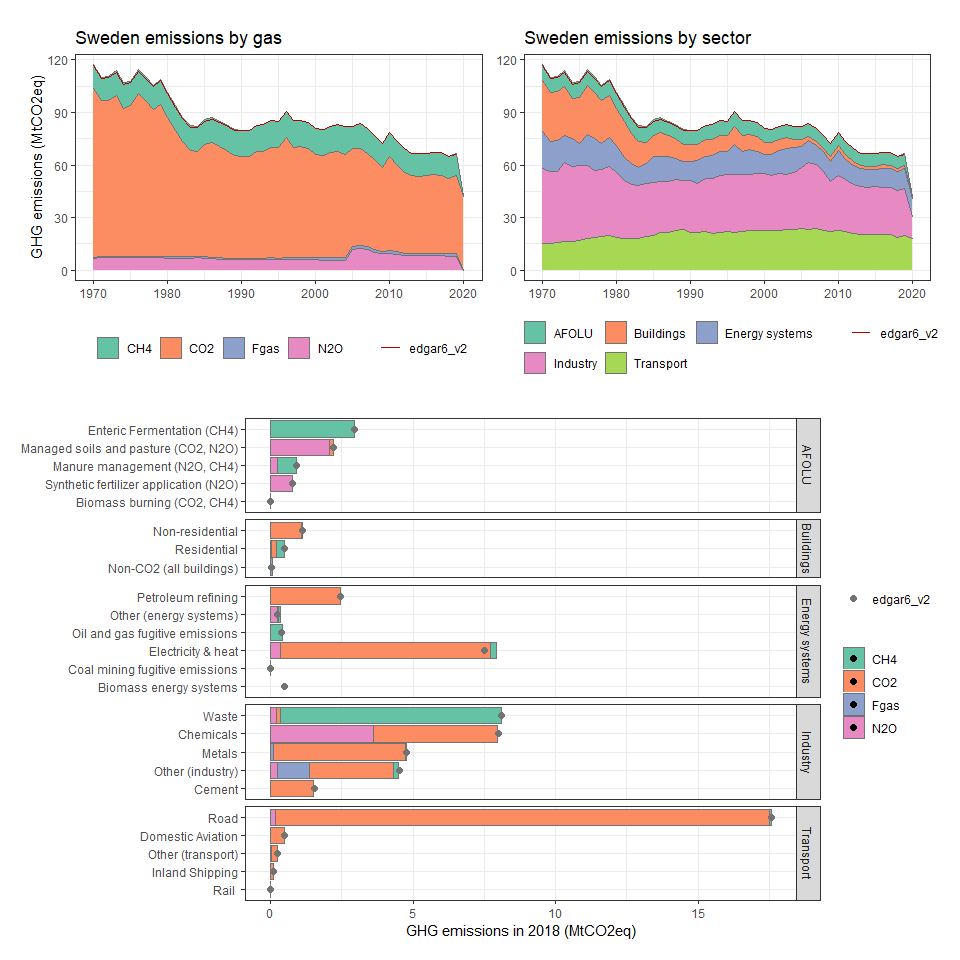 Sweden emissions by gas
GHG emissions (MtCO2eq)
120
90
60
30
0
1970 1980 1990 2000 2010 2020
CH4 CO2 Fgas N2O edgar6_v2
Sweden emissions by sector
120
90
60
30
0
1970 1980 1990 2000 2010 2020
AFOLU Buildings Energy systems edgar6_v2
Industry Transport
Enteric Fermentation (CH4)
Managed soils and pasture (CO2, N2O)
Manure management (N2O, CH4)
Synthetic fertilizer application (N2O)
Biomass burning (CO2, CH4)
AFOLU
Non-residential
Residential
Non-CO2 (all buildings)
Buildings
Petroleum refining
Other (energy systems)
Oil and gas fugitive emissions
Electricity & heat
Coal mining fugitive emissions
Biomass energy systems
Energy systems
Waste
Chemicals
Metals
Other (industry)
Cement
Industry
Road
Domestic Aviation
Other (transport)
Inland Shipping
Rail
Transport
0 5 10 15
GHG emissions in 2018 (MtCO2eq)
edgar6_v2
CH4
CO2
Fgas
N2O